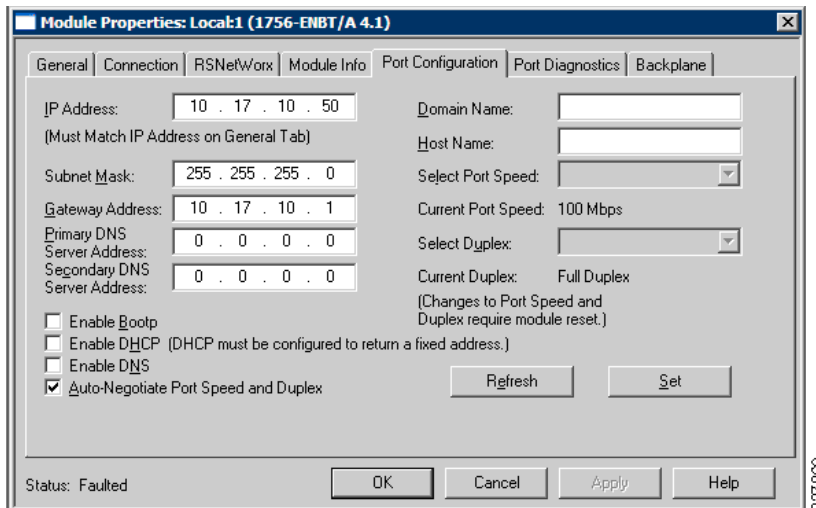 Module Properties: Local:1 (1756-ENBT/A 4.1)
General
Connection
RSNetWorx
Module Info
Port Configuration
Port Diagnostics
Backplane
IP Address: 10 . 17 . 10 . 50
(Must Match IP Address on General Tab)
Subnet Mask: 255 . 255 . 255 . 0
Gateway Address: 10 . 17 . 10 . 1
Primary DNS
Server Address: 0 . 0 . 0 . 0
Secondary DNS
Server Address: 0 . 0 . 0 . 0
Domain Name:
Host Name:
Select Port Speed:
Current Port Speed: 100 Mbps
Select Duplex:
Current Duplex: Full Duplex
(Changes to Port Speed and
Duplex require module reset.)
Enable Bootp
Enable DHCP (DHCP must be configured to return a fixed address.)
Enable DNS
Auto-Negotiate Port Speed and Duplex
Refresh
Set
Status: Faulted
OK
Cancel
Apply
Help